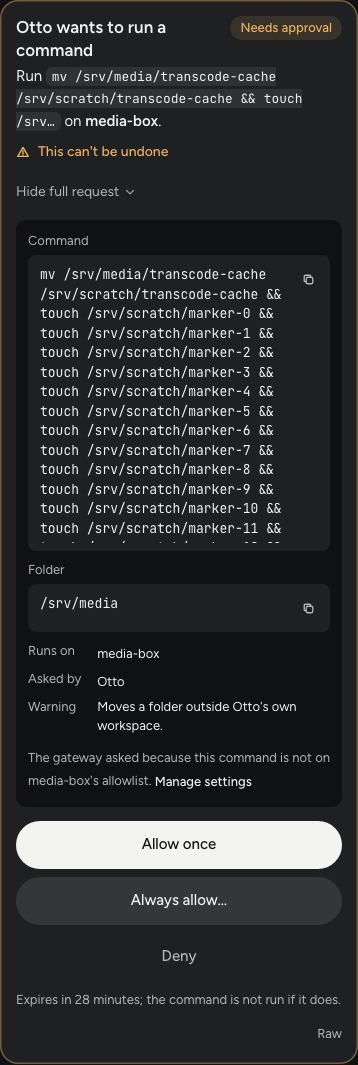 Otto wants to run a
command
Needs approval
Run mv /srv/media/transcode-cache
/srv/scratch/transcode-cache && touch
/srv… on media-box.
This can't be undone
Hide full request
Command
mv /srv/media/transcode-cache
/srv/scratch/transcode-cache &&
touch /srv/scratch/marker-0 &&
touch /srv/scratch/marker-1 &&
touch /srv/scratch/marker-2 &&
touch /srv/scratch/marker-3 &&
touch /srv/scratch/marker-4 &&
touch /srv/scratch/marker-5 &&
touch /srv/scratch/marker-6 &&
touch /srv/scratch/marker-7 &&
touch /srv/scratch/marker-8 &&
touch /srv/scratch/marker-9 &&
touch /srv/scratch/marker-10 &&
touch /srv/scratch/marker-11 &&
Folder
/srv/media
Runs on media-box
Asked by Otto
Warning Moves a folder outside Otto's own
workspace.
The gateway asked because this command is not on
media-box's allowlist. Manage settings
Allow once
Always allow…
Deny
Expires in 28 minutes; the command is not run if it does.
Raw